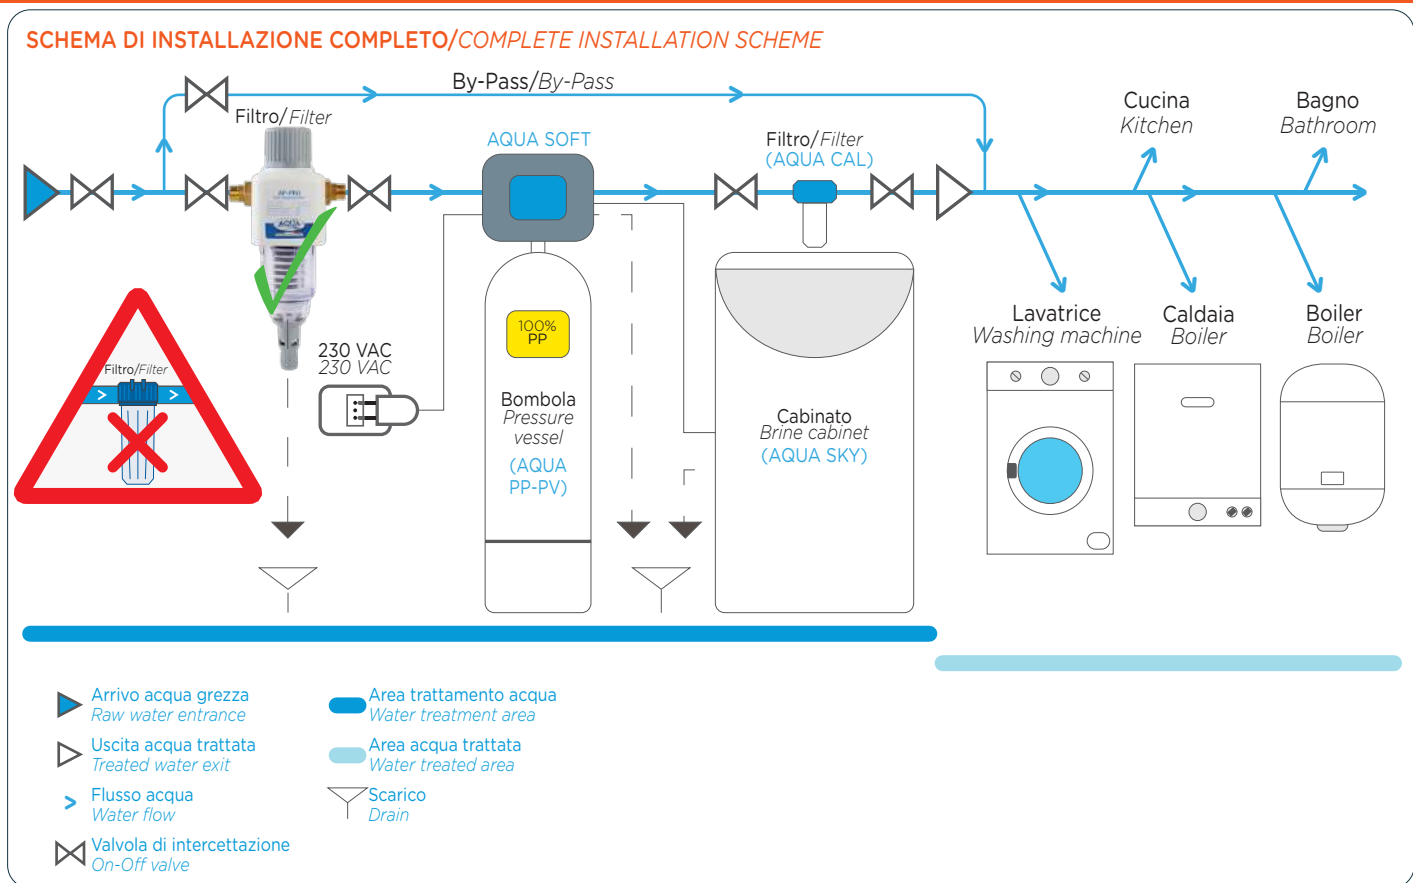 SCHEMA DI INSTALLAZIONE COMPLETO/COMPLETE INSTALLATION SCHEME
By-Pass/By-Pass
Filtro/Filter
AQUA SOFT
Filtro/Filter
(AQUA CAL)
Cucina
Kitchen
Bagno
Bathroom
AQUA
Filtro/Filter
230 VAC
230 VAC
100%
PP
Bombola
Pressure
vessel
(AQUA
PP-PV)
Cabinato
Brine cabinet
(AQUA SKY)
Lavatrice
Washing machine
Caldaia
Boiler
Boiler
Boiler
Arrivo acqua grezza
Raw water entrance
Uscita acqua trattata
Treated water exit
Flusso acqua
Water flow
Valvola di intercettazione
On-Off valve
Area trattamento acqua
Water treatment area
Area acqua trattata
Water treated area
Scarico
Drain